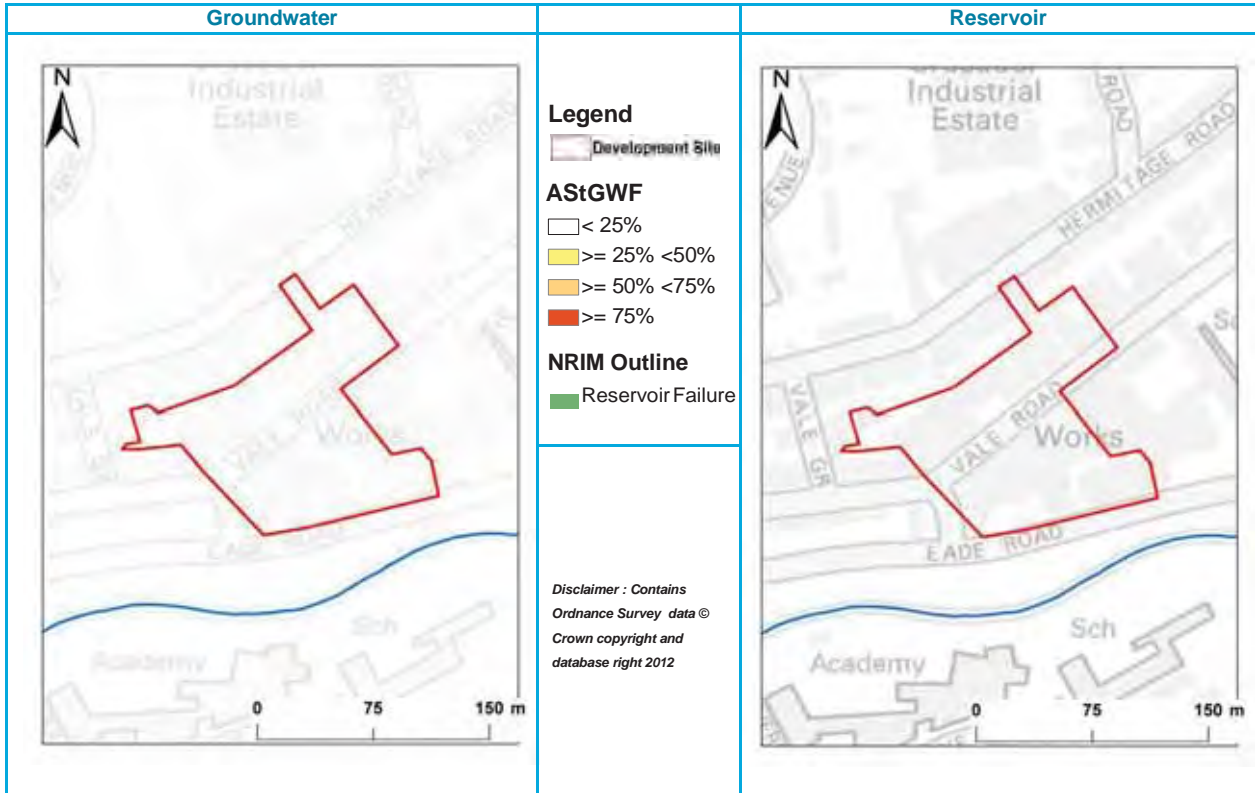 Groundwater
Reservoir
N
Industrial
Estate
HERMITAGE ROAD
VALE ROAD
Works
EADE ROAD
Sch
Academy
0 75 150 m
Legend
Development Site
AStGWF
< 25%
>= 25% <50%
>= 50% <75%
>= 75%
NRIM Outline
Reservoir Failure
Disclaimer : Contains
Ordnance Survey data ©
Crown copyright and
database right 2012
N
Industrial
Estate
ROAD
ENUE
HERMITAGE ROAD
VALE GR
VALE ROAD
Works
EADE ROAD
Sch
Academy
0 75 150 m